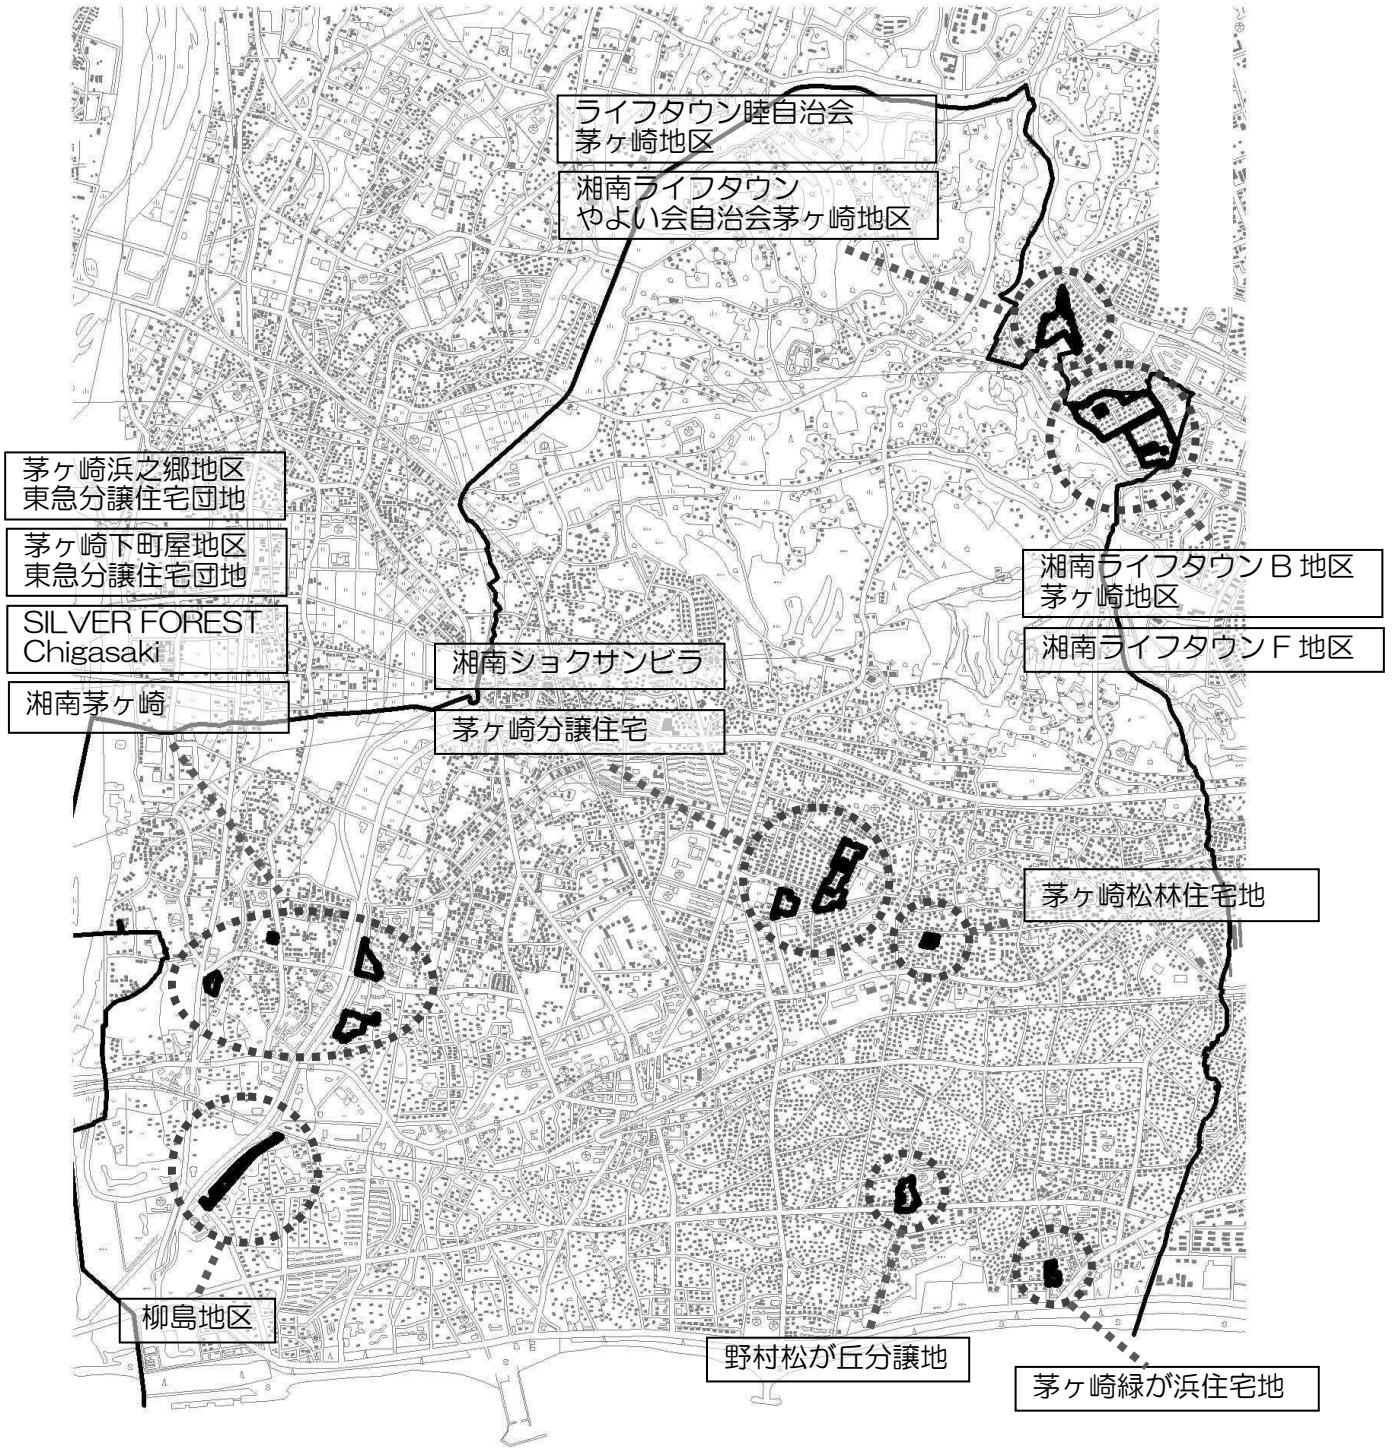 ライフタウン睦自治会
茅ヶ崎地区
湘南ライフタウン
やよい会自治会茅ヶ崎地区
茅ヶ崎浜之郷地区
東急分譲住宅団地
茅ヶ崎下町屋地区
東急分譲住宅団地
SILVER FOREST
Chigasaki
湘南茅ヶ崎
湘南ショクサンビラ
茅ヶ崎分譲住宅
湘南ライフタウンB地区
茅ヶ崎地区
湘南ライフタウンF地区
茅ヶ崎松林住宅地
柳島地区
野村松が丘分譲地
茅ヶ崎緑が浜住宅地